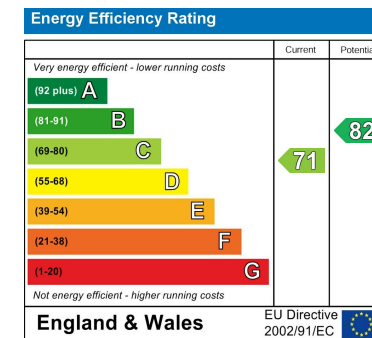 Energy Efficiency Rating
Current Potentia
Very energy efficient - lower running costs
(92 plus) A
(81-91) B
82
(69-80) C
71
(55-68) D
(39-54) E
(21-38) F
(1-20) G
Not energy efficient - higher running costs
England & Wales
EU Directive
2002/91/EC